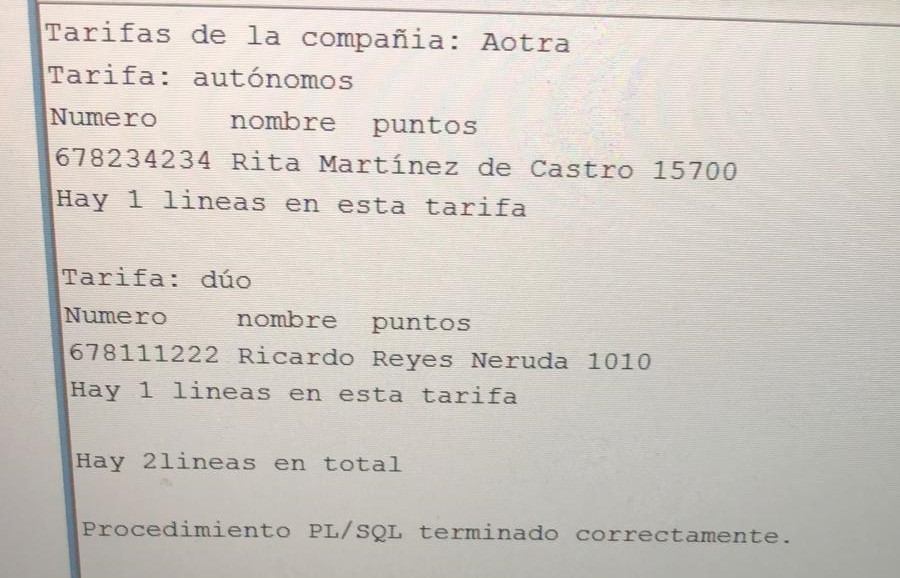 Tarifas de la compañia: Aotra
Tarifa: autónomos
Numero nombre puntos
678234234 Rita Martínez de Castro 15700
Hay 1 lineas en esta tarifa
Tarifa: dúo
Numero nombre puntos
678111222 Ricardo Reyes Neruda 1010
Hay 1 lineas en esta tarifa
Hay 2lineas en total
Procedimiento PL/SQL terminado correctamente.